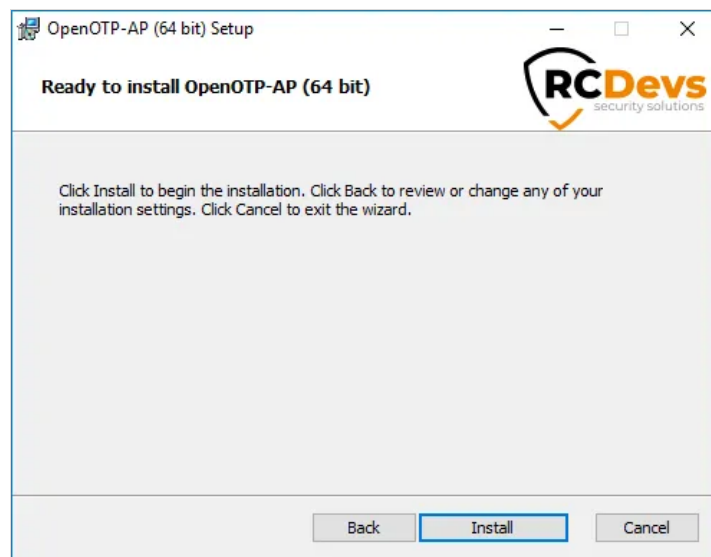 OpenOTP-AP (64 bit) Setup
Ready to install OpenOTP-AP (64 bit)
RCDevs
security solutions
Click Install to begin the installation. Click Back to review or change any of your
installation settings. Click Cancel to exit the wizard.
Back
Install
Cancel